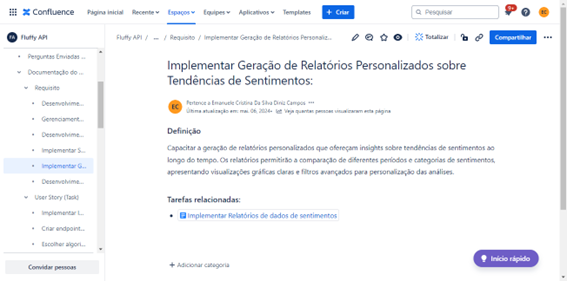 Confluence
Página inicial
Recente
Espaços
Equipes
Aplicativos
Templates
+ Criar
Pesquisar
9+
EC
FA Fluffy API
Perguntas Enviadas ...
Documentação do ...
Requisito
Desenvolvime...
Gerenciament...
Desenvolvime...
Implementar S...
Implementar G...
Desenvolvime...
User Story (Task)
Implementar I...
Criar endpoint...
Escolher algori...
Convidar pessoas
Fluffy API / ... / Requisito / Implementar Geração de Relatórios Personaliz...
Totalizar
Compartilhar
Implementar Geração de Relatórios Personalizados sobre
Tendências de Sentimentos:
EC
Pertence a Emanuele Cristina Da Silva Diniz Campos
Última atualização em: mai. 06, 2024 • Veja quantas pessoas visualizaram esta página
Definição
Capacitar a geração de relatórios personalizados que ofereçam insights sobre tendências de sentimentos ao
longo do tempo. Os relatórios permitirão a comparação de diferentes períodos e categorias de sentimentos,
apresentando visualizações gráficas claras e filtros avançados para personalização das análises.
Tarefas relacionadas:
• Implementar Relatórios de dados de sentimentos
+ Adicionar categoria
Início rápido